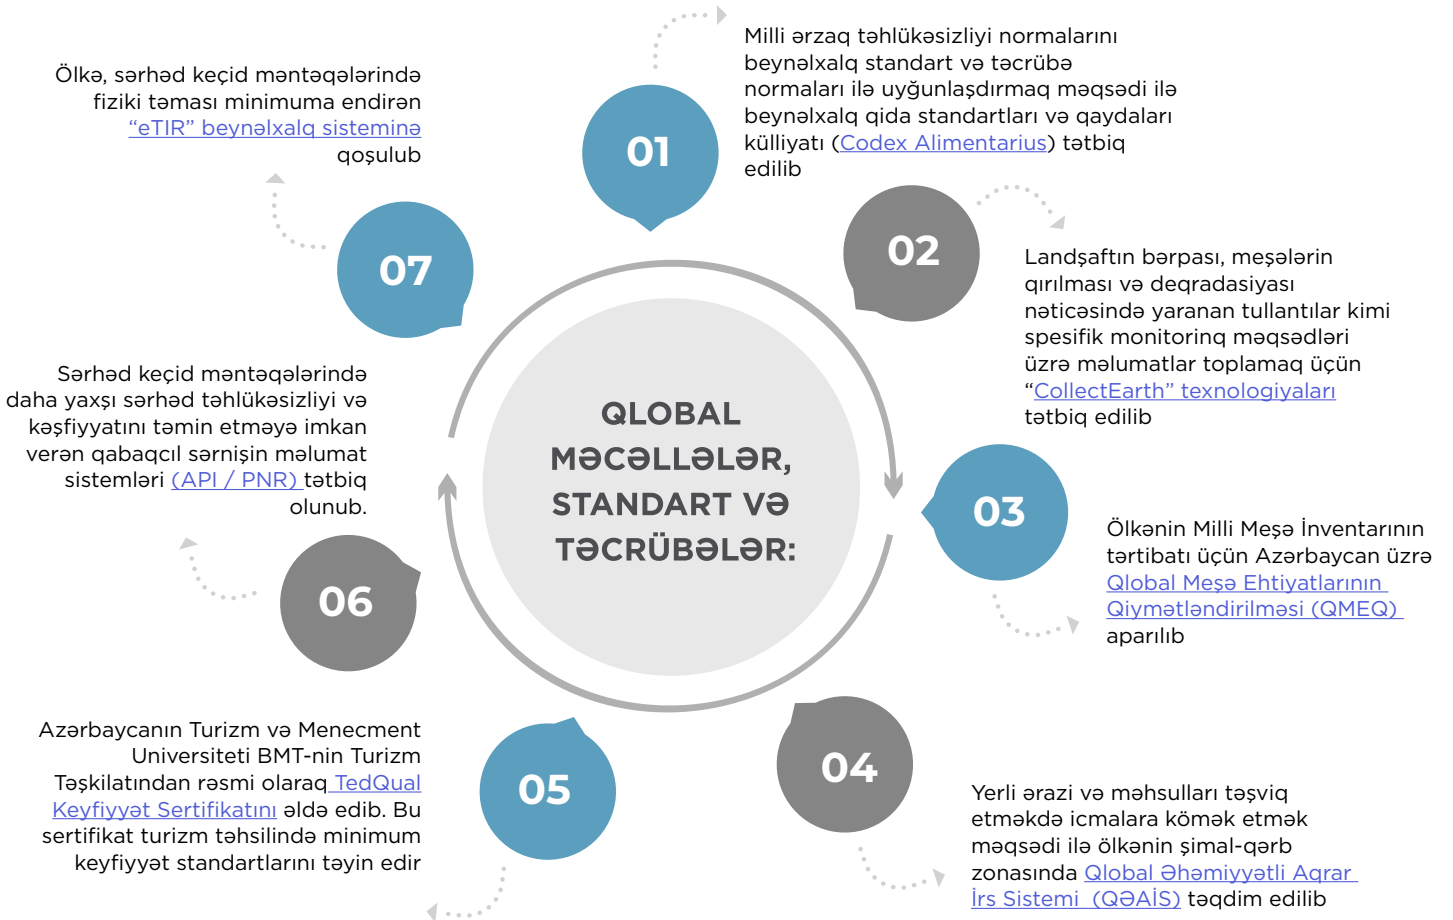 QLOBAL
MƏCƏLLƏLƏR,
STANDART VƏ
TƏCRÜBƏLƏR:
01
Milli ərzaq təhlükəsizliyi normalarını
beynəlxalq standart və təcrübə
normaları ilə uyğunlaşdırmaq məqsədi ilə
beynəlxalq qida standartları və qaydaları
külliyatı (Codex Alimentarius) tətbiq
edilib
02
Landşaftın bərpası, meşələrin
qırılması və deqradasiyası
nəticəsində yaranan tullantılar kimi
spesifik monitorinq məqsədləri
üzrə məlumatlar toplamaq üçün
“CollectEarth” texnologiyaları
tətbiq edilib
03
Ölkənin Milli Meşə İnventarının
tərtibatı üçün Azərbaycan üzrə
Qlobal Meşə Ehtiyatlarının
Qiymətləndirilməsi (QMEQ)
aparılıb
04
Yerli ərazi və məhsulları təşviq
etməkdə icmalara kömək etmək
məqsədi ilə ölkənin şimal-qərb
zonasında Qlobal Əhəmiyyətli Aqrar
İrs Sistemi (QƏAİS) təqdim edilib
05
Azərbaycanın Turizm və Menecment
Universiteti BMT-nin Turizm
Təşkilatından rəsmi olaraq TedQual
Keyfiyyət Sertifikatını əldə edib. Bu
sertifikat turizm təhsilində minimum
keyfiyyət standartlarını təyin edir
06
Sərhəd keçid məntəqələrində
daha yaxşı sərhəd təhlükəsizliyi və
kəşfiyyatını təmin etməyə imkan
verən qabaqcıl sərnişin məlumat
sistemləri (API / PNR) tətbiq
olunub.
07
Ölkə, sərhəd keçid məntəqələrində
fiziki təması minimuma endirən
“eTIR” beynəlxalq sisteminə
qoşulub